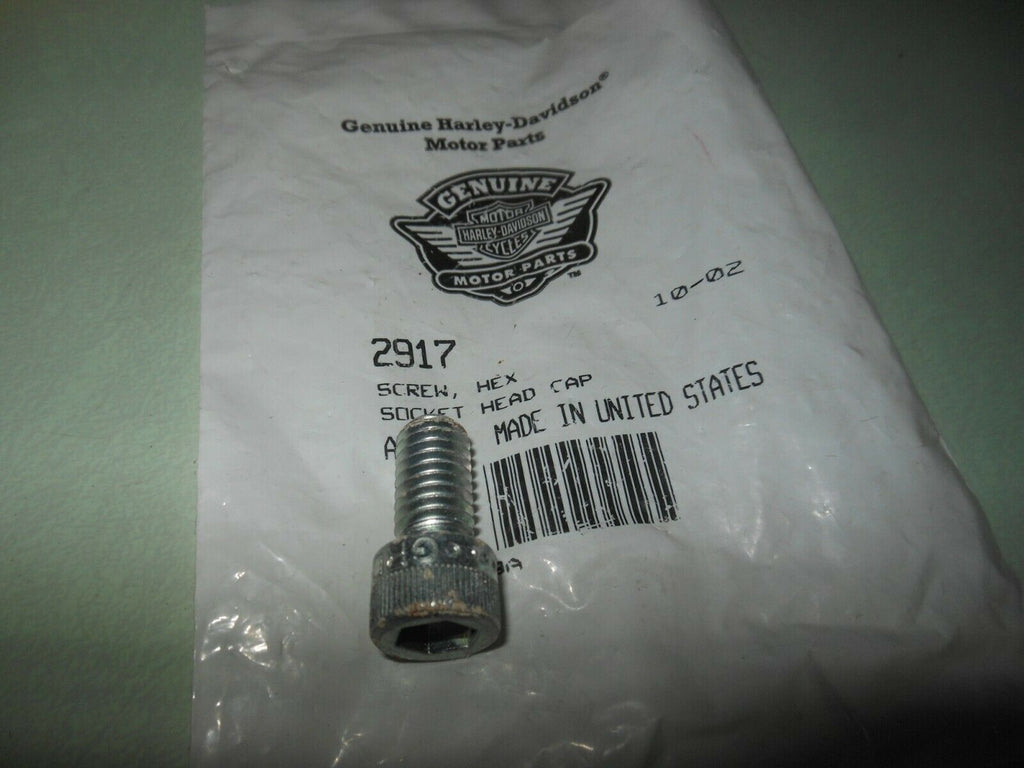 Genuine Harley-Davidson®
Motor Parts
GENUINE
MOTOR
HARLEY-DAVIDSON
CYCLES
MOTOR PARTS
TM
10-02
2917
SCREW, HEX
SOCKET HEAD CAP
MADE IN UNITED STATES